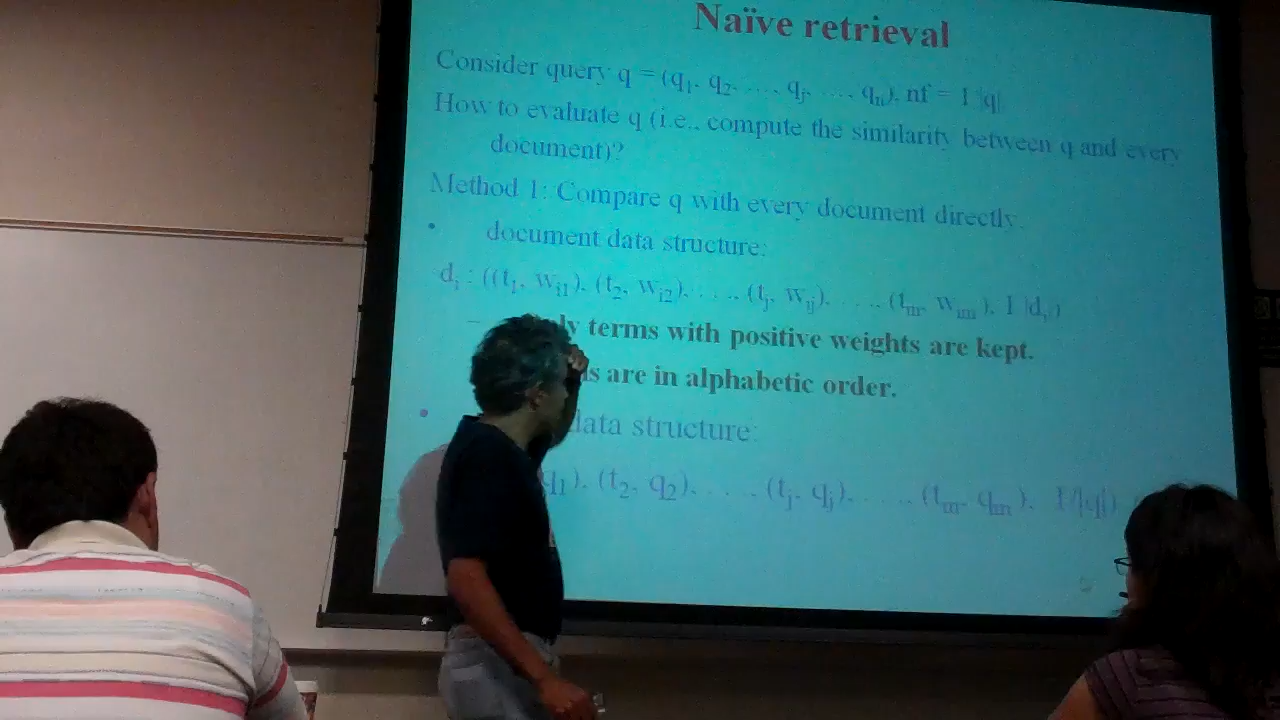 Naïve retrieval
Consider query q = (q1, q2, ..., qj, ..., qn), nf = 1/|q|
How to evaluate q (i.e., compute the similarity between q and every
document)?
Method 1: Compare q with every document directly.
• document data structure:
di : ((t1, wi1), (t2, wi2), . . ., (tj, wij), . . ., (tm, wim), 1/|di|)
– terms with positive weights are kept.
are in alphabetic order.
• data structure:
q1), (t2, q2), . . ., (tj, qj), . . ., (tm, qm), 1/|q|)